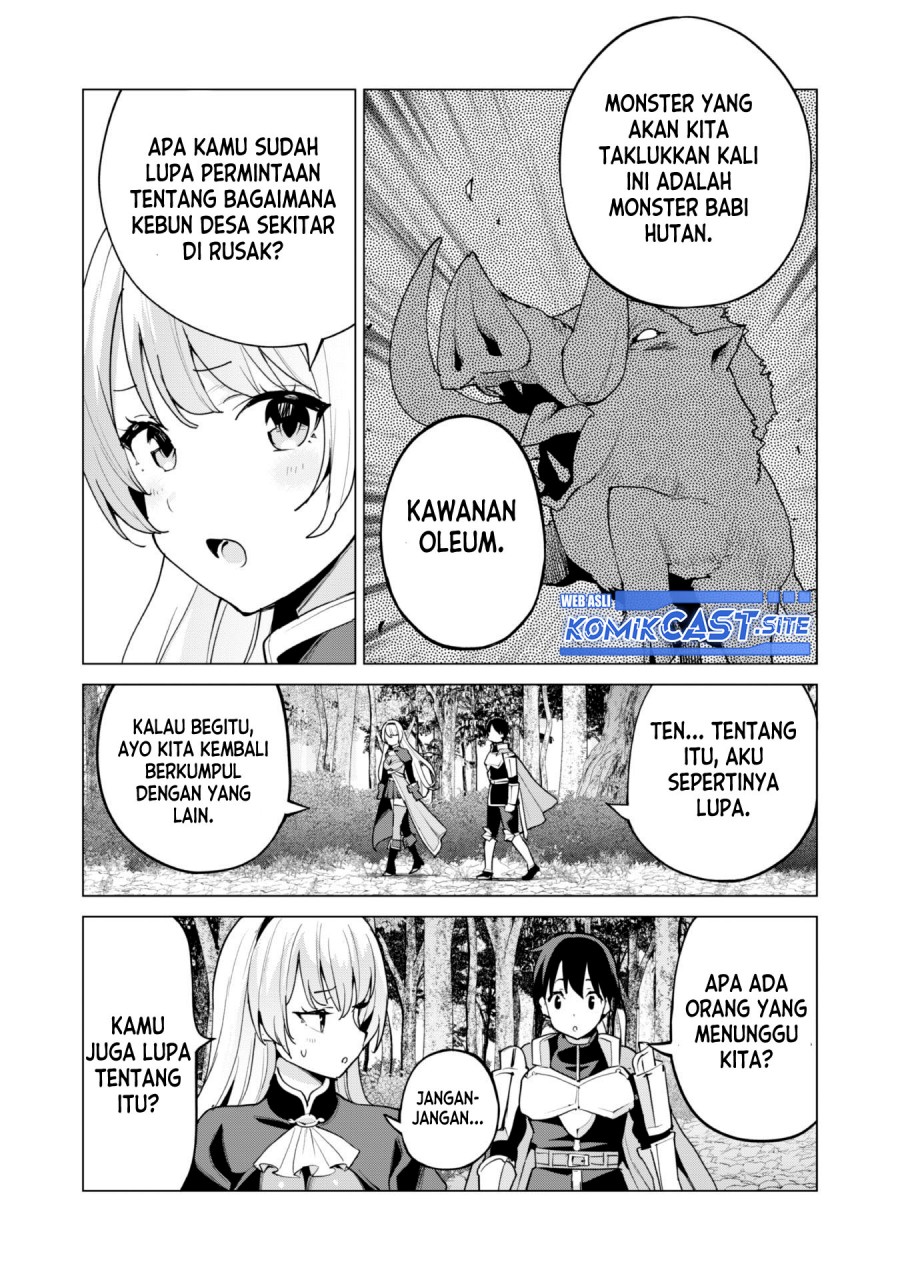 MONSTER YANG
AKAN KITA
TAKLUKKAN KALI
INI ADALAH
MONSTER BABI
HUTAN.
KAWANAN
OLEUM.
WEB ASLI
KOMIKCAST.SITE
APA KAMU SUDAH
LUPA PERMINTAAN
TENTANG BAGAIMANA
KEBUN DESA SEKITAR
DI RUSAK?
TEN... TENTANG
ITU, AKU
SEPERTINYA
LUPA.
KALAU BEGITU,
AYO KITA KEMBALI
BERKUMPUL
DENGAN YANG
LAIN.
APA ADA
ORANG YANG
MENUNGGU
KITA?
JANGAN-
JANGAN...
KAMU
JUGA LUPA
TENTANG
ITU?